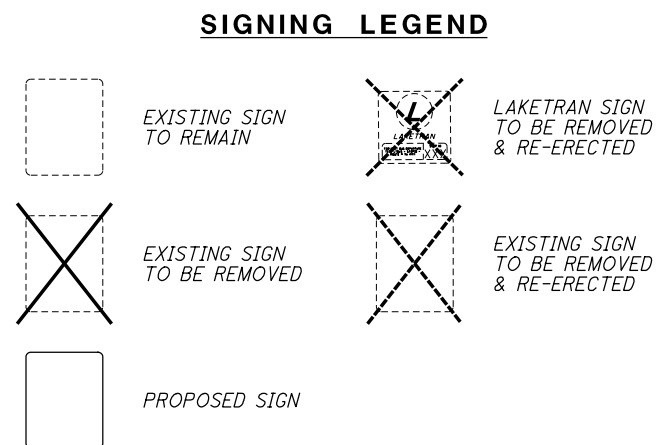 SIGNING LEGEND
EXISTING SIGN
TO REMAIN
L
LAKETRAN
XXX
LAKETRAN SIGN
TO BE REMOVED
& RE-ERECTED
EXISTING SIGN
TO BE REMOVED
EXISTING SIGN
TO BE REMOVED
& RE-ERECTED
PROPOSED SIGN